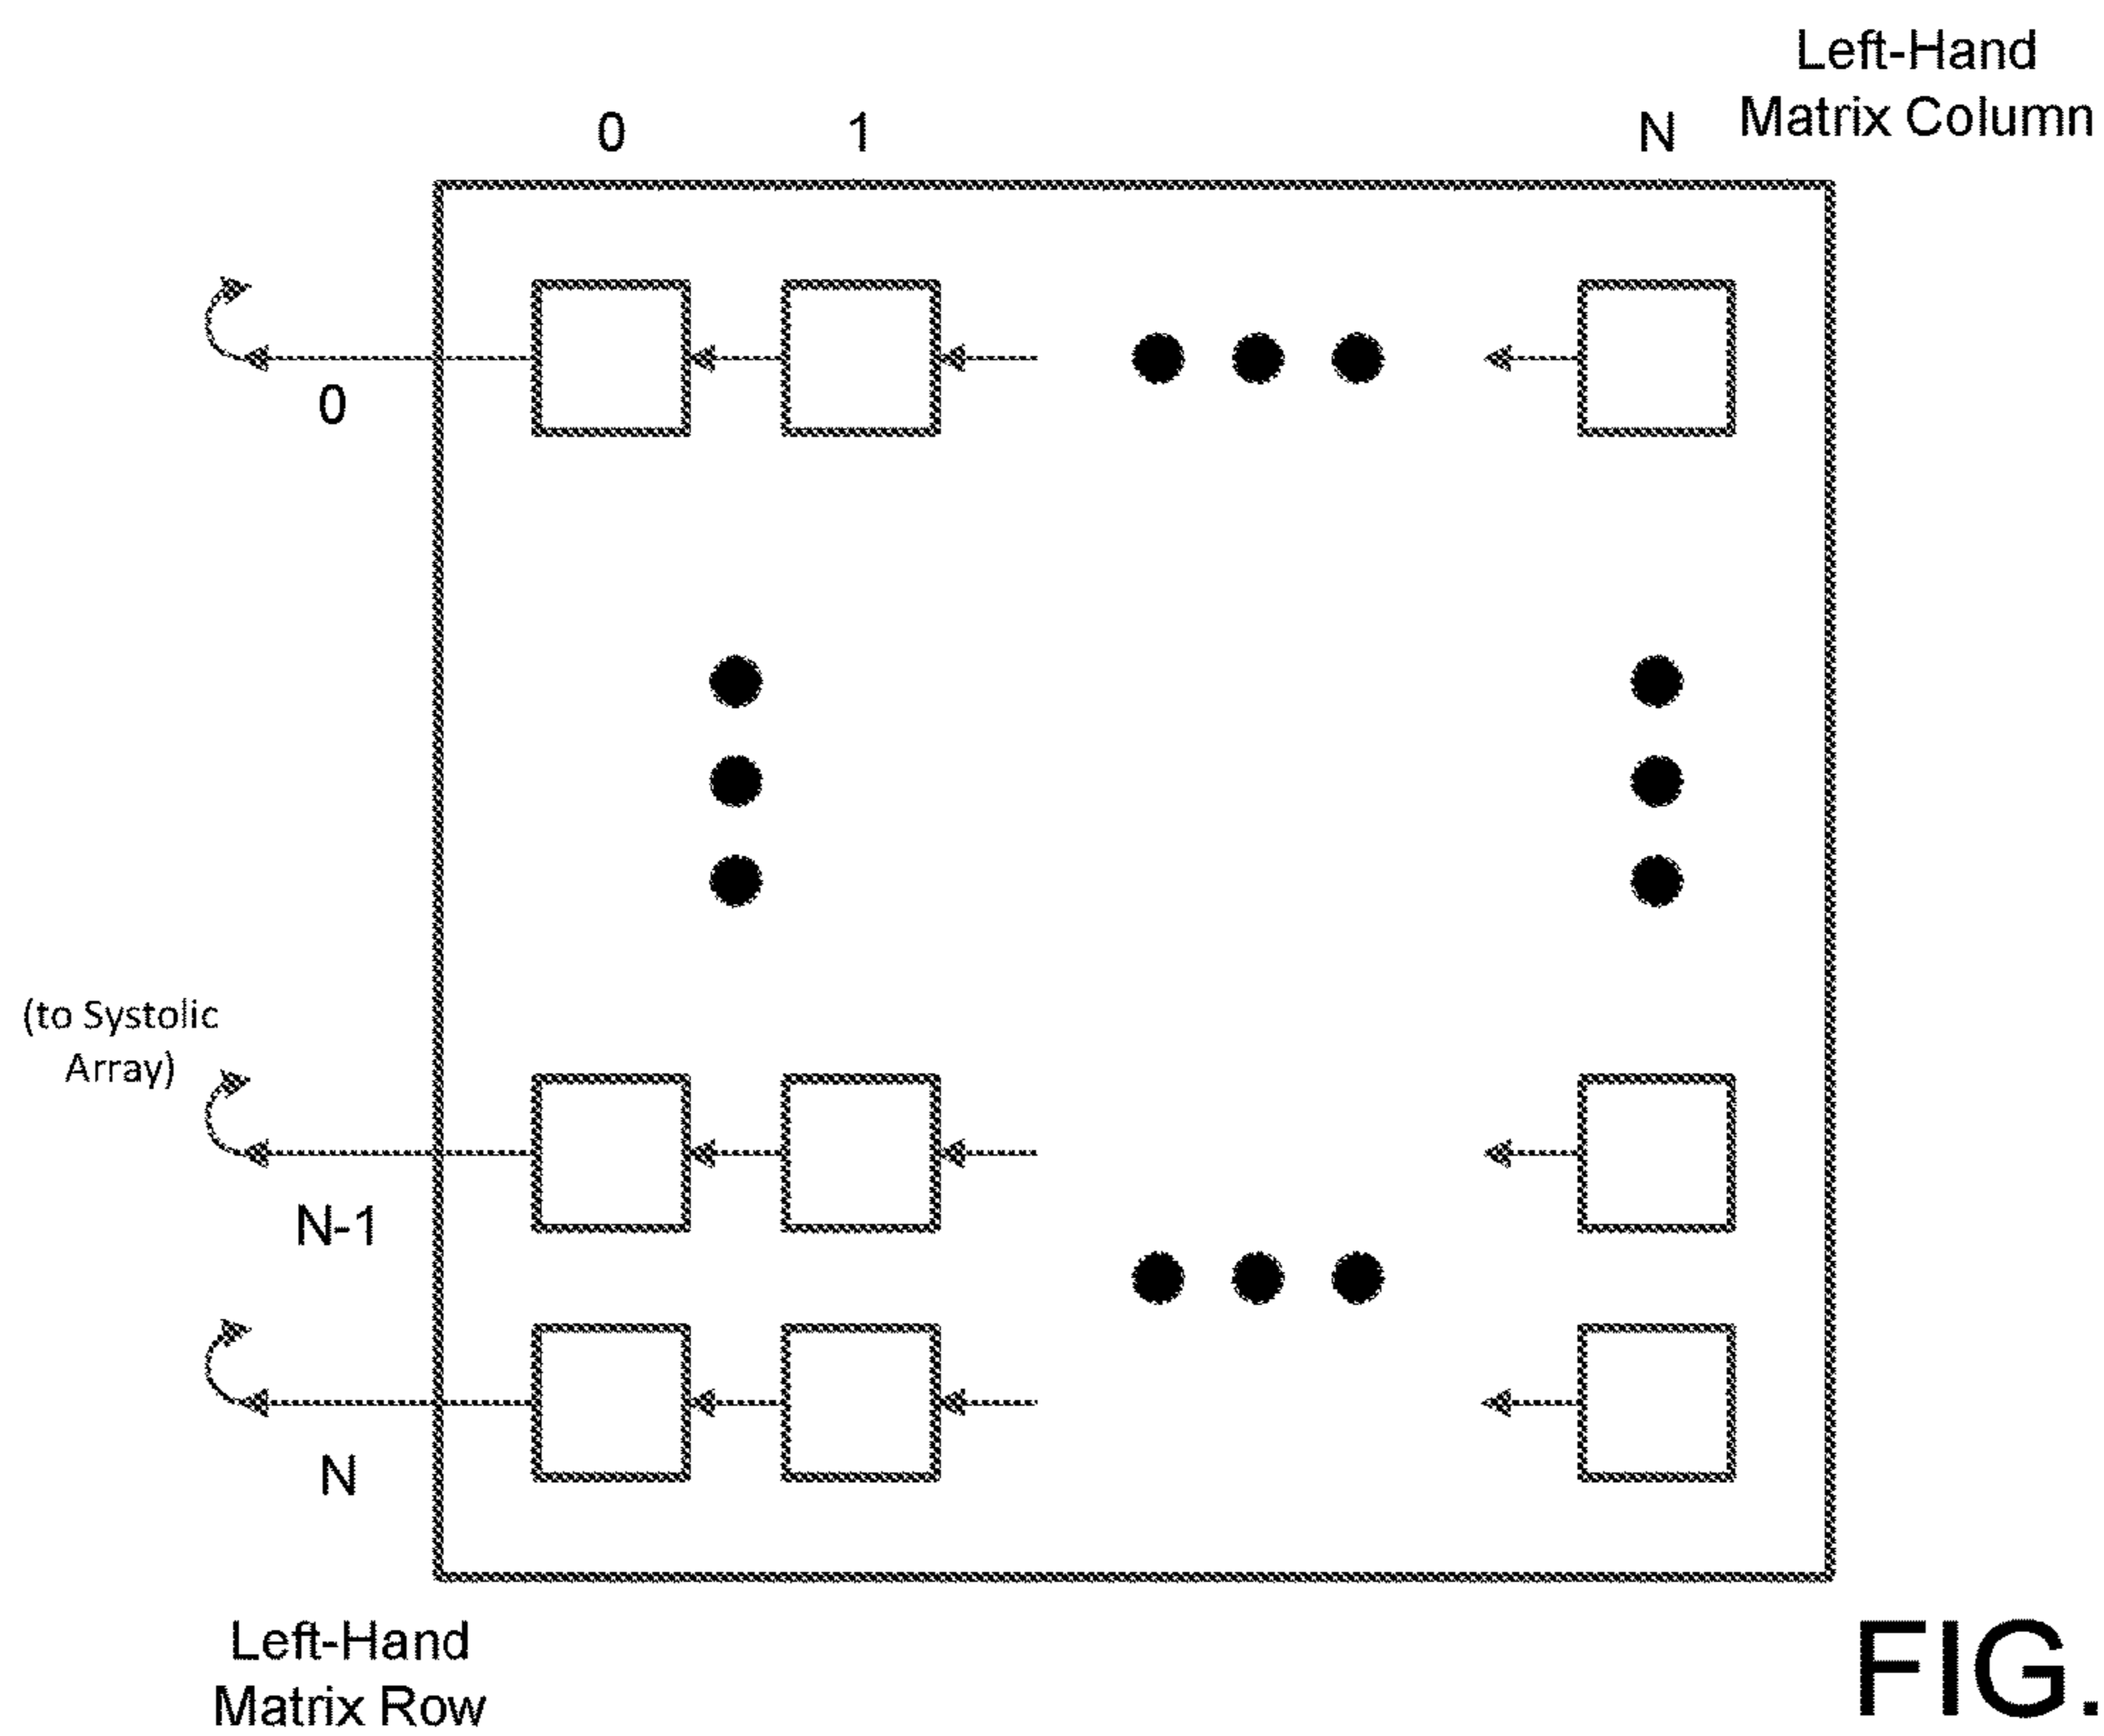 Left-Hand
Matrix Column
0 1 N
0
(to Systolic
Array)
N-1
N
Left-Hand
Matrix Row
FIG.